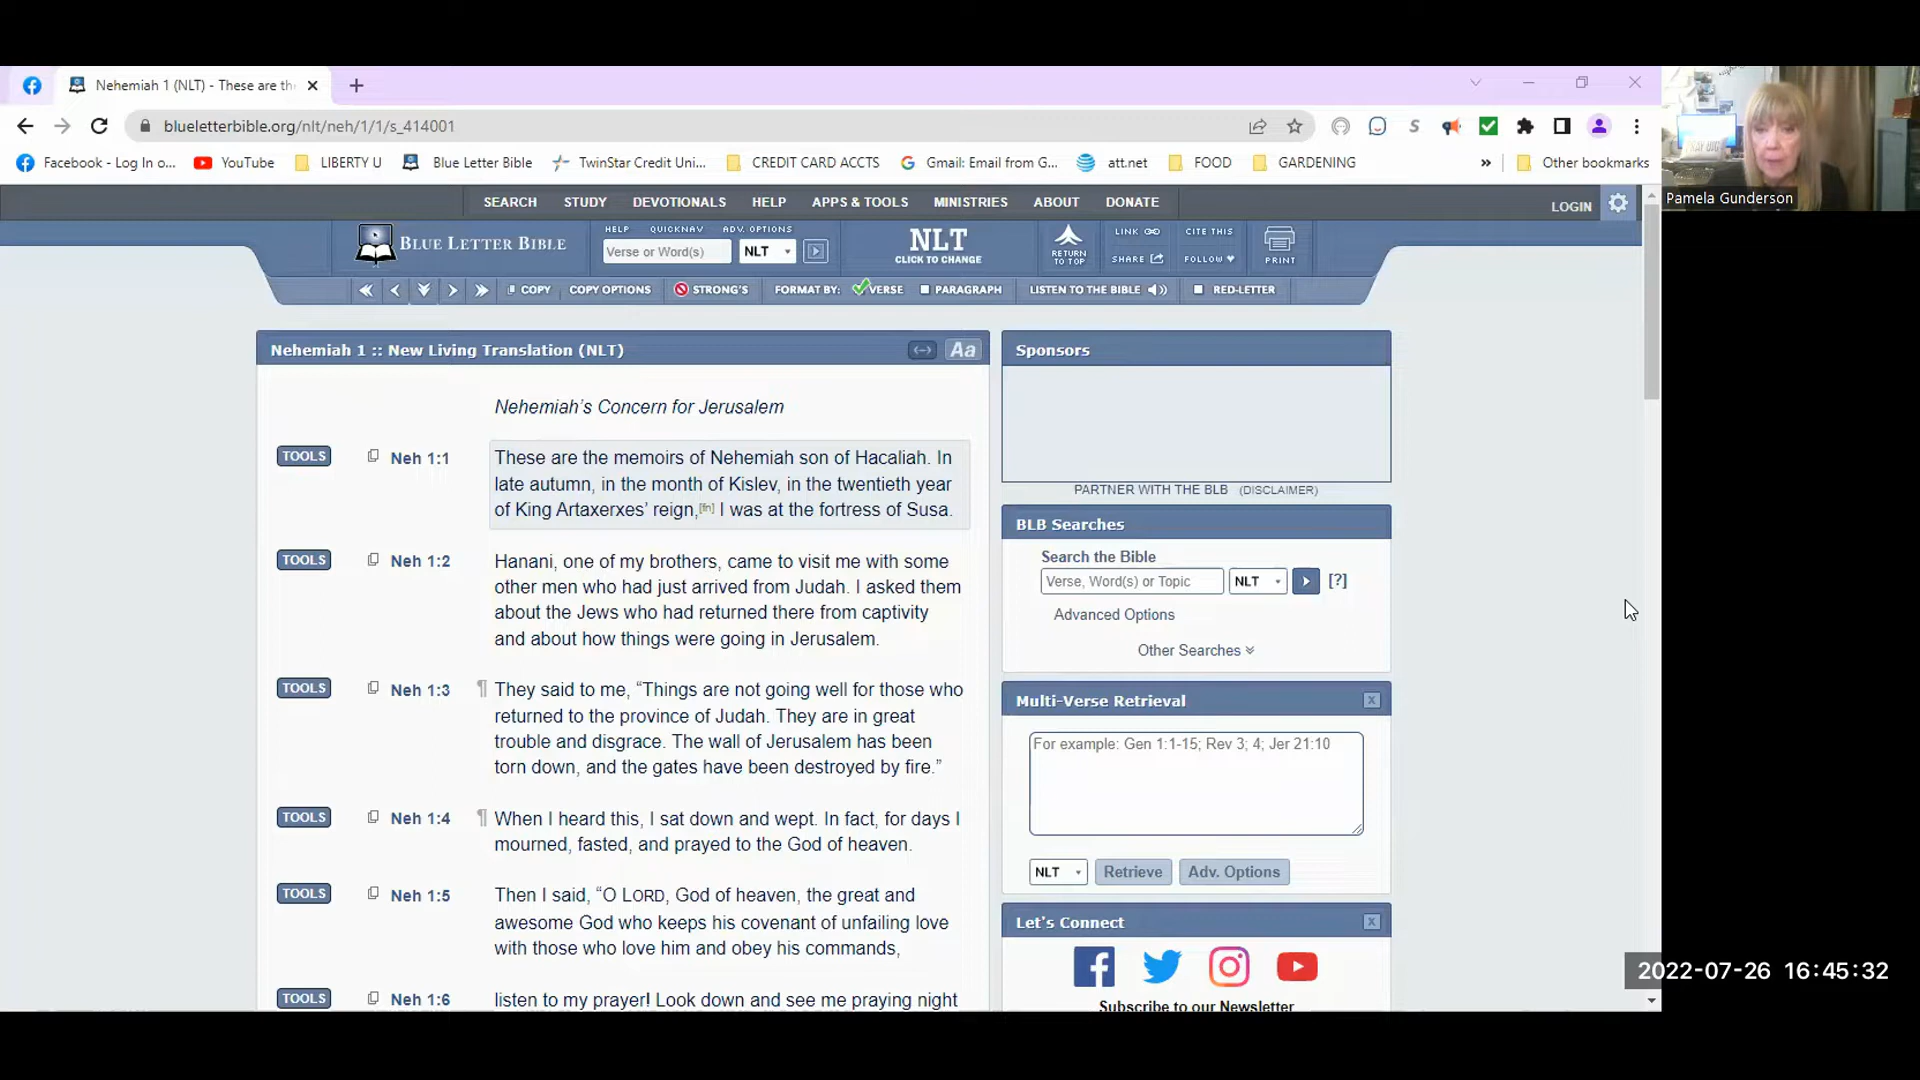 Nehemiah 1 (NLT) - These are th
blueletterbible.org/nlt/neh/1/1/s_414001
Facebook - Log In o... YouTube LIBERTY U Blue Letter Bible TwinStar Credit Uni... CREDIT CARD ACCTS Gmail: Email from G... att.net FOOD GARDENING » Other bookmarks
Pamela Gunderson
SEARCH STUDY DEVOTIONALS HELP APPS & TOOLS MINISTRIES ABOUT DONATE LOGIN
HELP QUICKNAV ADV. OPTIONS
BLUE LETTER BIBLE
Verse or Word(s) NLT
NLT
CLICK TO CHANGE
RETURN
TO TOP
LINK CITE THIS
SHARE FOLLOW
PRINT
COPY COPY OPTIONS STRONG'S FORMAT BY: VERSE PARAGRAPH LISTEN TO THE BIBLE RED-LETTER
Nehemiah 1 :: New Living Translation (NLT) Aa
Nehemiah’s Concern for Jerusalem
TOOLS Neh 1:1 These are the memoirs of Nehemiah son of Hacaliah. In
late autumn, in the month of Kislev, in the twentieth year
of King Artaxerxes’ reign,[fn] I was at the fortress of Susa.
TOOLS Neh 1:2 Hanani, one of my brothers, came to visit me with some
other men who had just arrived from Judah. I asked them
about the Jews who had returned there from captivity
and about how things were going in Jerusalem.
TOOLS Neh 1:3 ¶ They said to me, “Things are not going well for those who
returned to the province of Judah. They are in great
trouble and disgrace. The wall of Jerusalem has been
torn down, and the gates have been destroyed by fire.”
TOOLS Neh 1:4 ¶ When I heard this, I sat down and wept. In fact, for days I
mourned, fasted, and prayed to the God of heaven.
TOOLS Neh 1:5 Then I said, “O LORD, God of heaven, the great and
awesome God who keeps his covenant of unfailing love
with those who love him and obey his commands,
TOOLS Neh 1:6 listen to my prayer! Look down and see me praying night
Sponsors
PARTNER WITH THE BLB (DISCLAIMER)
BLB Searches
Search the Bible
Verse, Word(s) or Topic NLT [?]
Advanced Options
Other Searches
Multi-Verse Retrieval
For example: Gen 1:1-15; Rev 3; 4; Jer 21:10
NLT Retrieve Adv. Options
Let's Connect
Subscribe to our Newsletter
2022-07-26 16:45:32